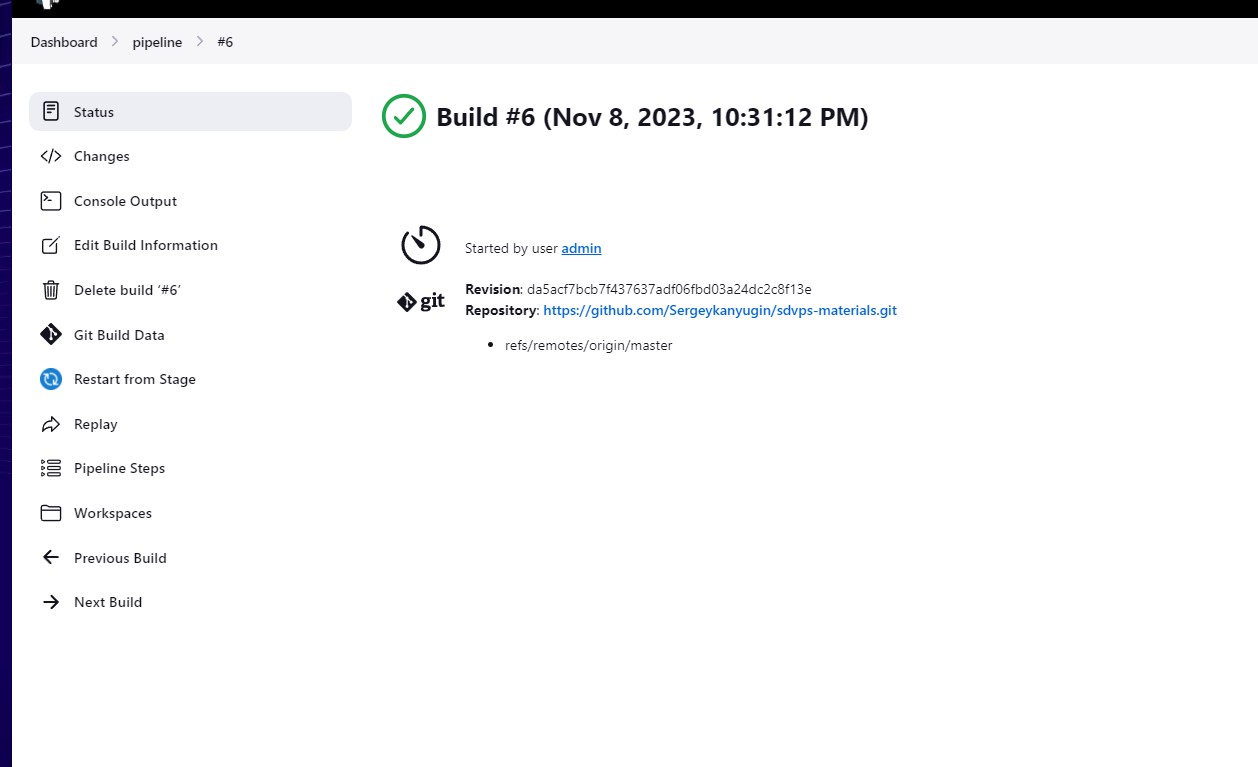 Dashboard > pipeline > #6
Status
Changes
Console Output
Edit Build Information
Delete build ‘#6’
Git Build Data
Restart from Stage
Replay
Pipeline Steps
Workspaces
Previous Build
Next Build
Build #6 (Nov 8, 2023, 10:31:12 PM)
Started by user admin
git
Revision: da5acf7bcb7f437637adf06fbd03a24dc2c8f13e
Repository: https://github.com/Sergeykanyugin/sdvps-materials.git
• refs/remotes/origin/master